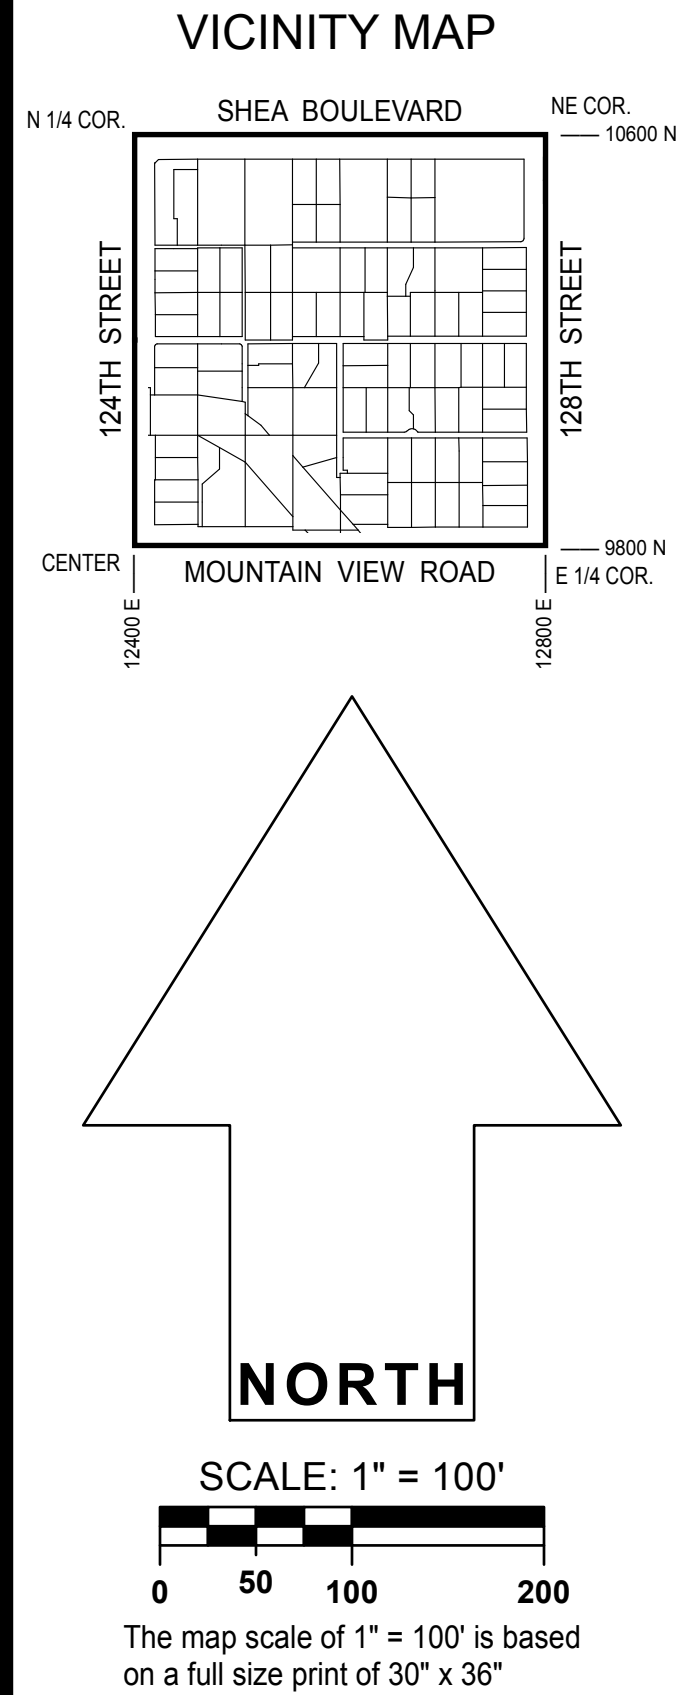 VICINITY MAP
N 1/4 COR.
SHEA BOULEVARD
NE COR.
10600 N
124TH STREET
128TH STREET
9800 N
CENTER
MOUNTAIN VIEW ROAD
E 1/4 COR.
12400 E
12800 E
NORTH
SCALE: 1" = 100'
0 50 100 200
The map scale of 1" = 100' is based
on a full size print of 30" x 36"